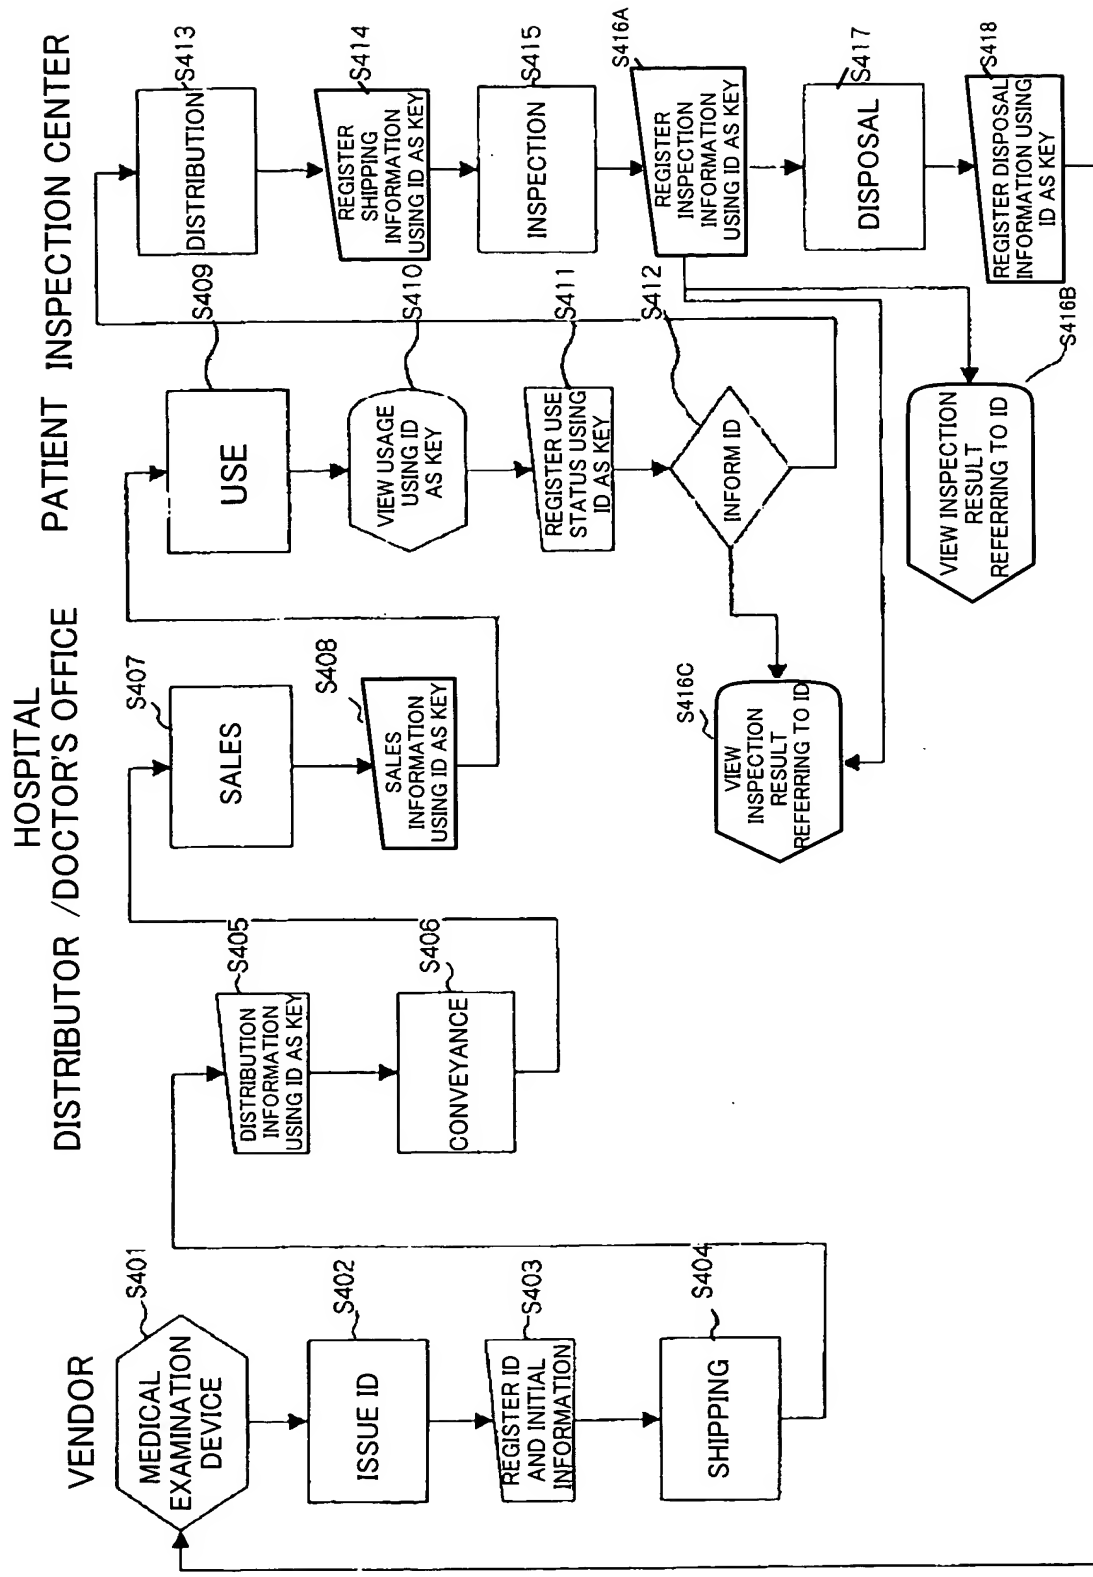 VENDOR
MEDICAL
EXAMINATION
DEVICE
S401
ISSUE ID
S402
REGISTER ID
AND INITIAL
INFORMATION
S403
SHIPPING
S404
DISTRIBUTOR
DISTRIBUTION
INFORMATION
USING ID AS KEY
S405
CONVEYANCE
S406
HOSPITAL
/DOCTOR'S OFFICE
SALES
S407
SALES
INFORMATION
USING ID AS KEY
S408
VIEW
INSPECTION
RESULT
REFERRING TO ID
S416C
PATIENT
USE
S409
VIEW USAGE
USING ID
AS KEY
S410
REGISTER USE
STATUS USING
ID AS KEY
S411
INFORM ID
S412
VIEW INSPECTION
RESULT
REFERRING TO ID
S416B
INSPECTION CENTER
DISTRIBUTION
S413
REGISTER
SHIPPING
INFORMATION
USING ID AS KEY
S414
INSPECTION
S415
REGISTER
INSPECTION
INFORMATION
USING ID AS KEY
S416A
DISPOSAL
S417
REGISTER DISPOSAL
INFORMATION USING
ID AS KEY
S418